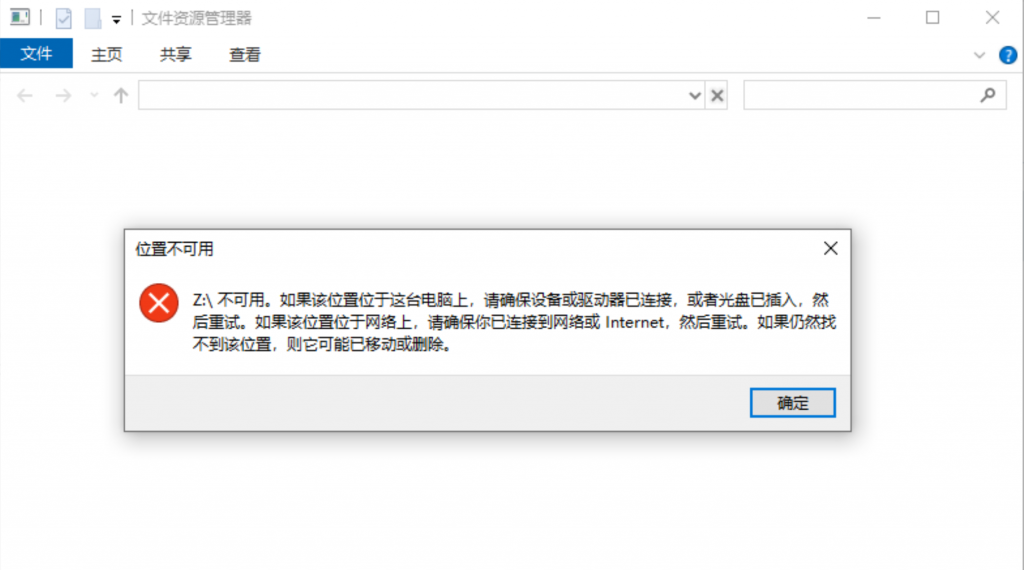 文件资源管理器
文件 主页 共享 查看
位置不可用
Z:\ 不可用。如果该位置位于这台电脑上，请确保设备或驱动器已连接，或者光盘已插入，然
后重试。如果该位置位于网络上，请确保你已连接到网络或 Internet，然后重试。如果仍然找
不到该位置，则它可能已移动或删除。
确定